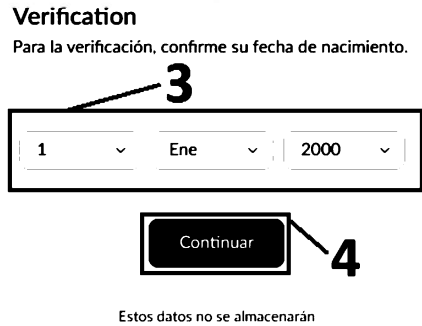 Verification
Para la verificación, confirme su fecha de nacimiento.
3
1 Ene 2000
Continuar
4
Estos datos no se almacenarán